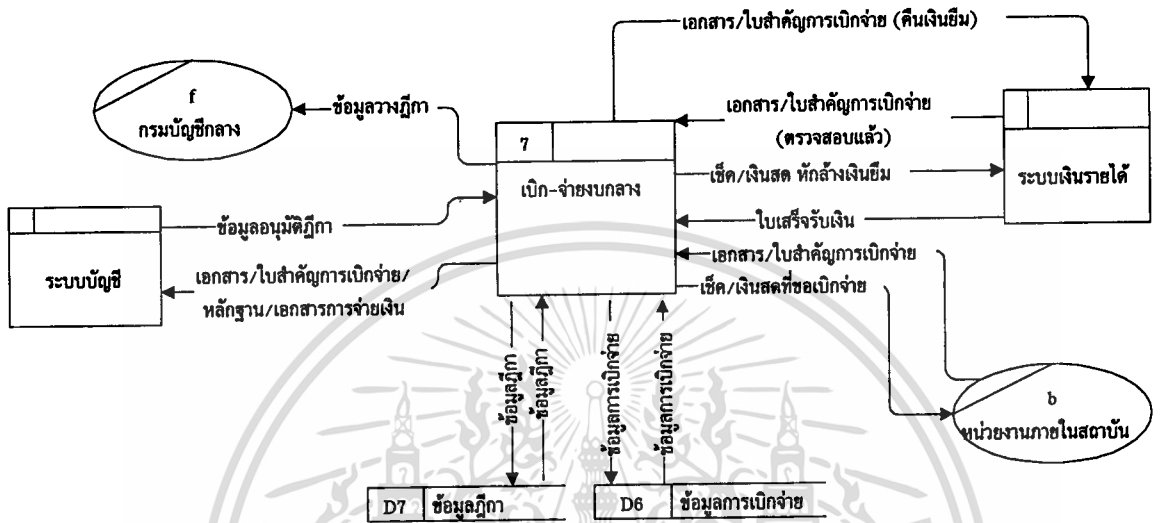 เอกสาร/ใบสำคัญการเบิกจ่าย (คืนเงินยืม)
f
กรมบัญชีกลาง
ข้อมูลวางฎีกา
เอกสาร/ใบสำคัญการเบิกจ่าย
(ตรวจสอบแล้ว)
7
เบิก-จ่ายงบกลาง
เช็ค/เงินสด หักล้างเงินยืม
ระบบเงินรายได้
ข้อมูลอนุมัติฎีกา
ใบเสร็จรับเงิน
ระบบบัญชี
เอกสาร/ใบสำคัญการเบิกจ่าย/
หลักฐาน/เอกสารการจ่ายเงิน
เอกสาร/ใบสำคัญการเบิกจ่าย
เช็ค/เงินสดที่ขอเบิกจ่าย
ข้อมูลฎีกา
ข้อมูลฎีกา
ข้อมูลการเบิกจ่าย
ข้อมูลการเบิกจ่าย
b
หน่วยงานภายในสถาบัน
D7 ข้อมูลฎีกา
D6 ข้อมูลการเบิกจ่าย